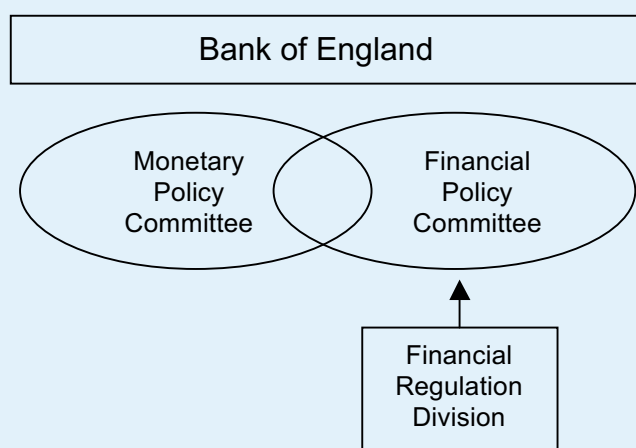 Bank of England
Monetary
Policy
Committee
Financial
Policy
Committee
Financial
Regulation
Division